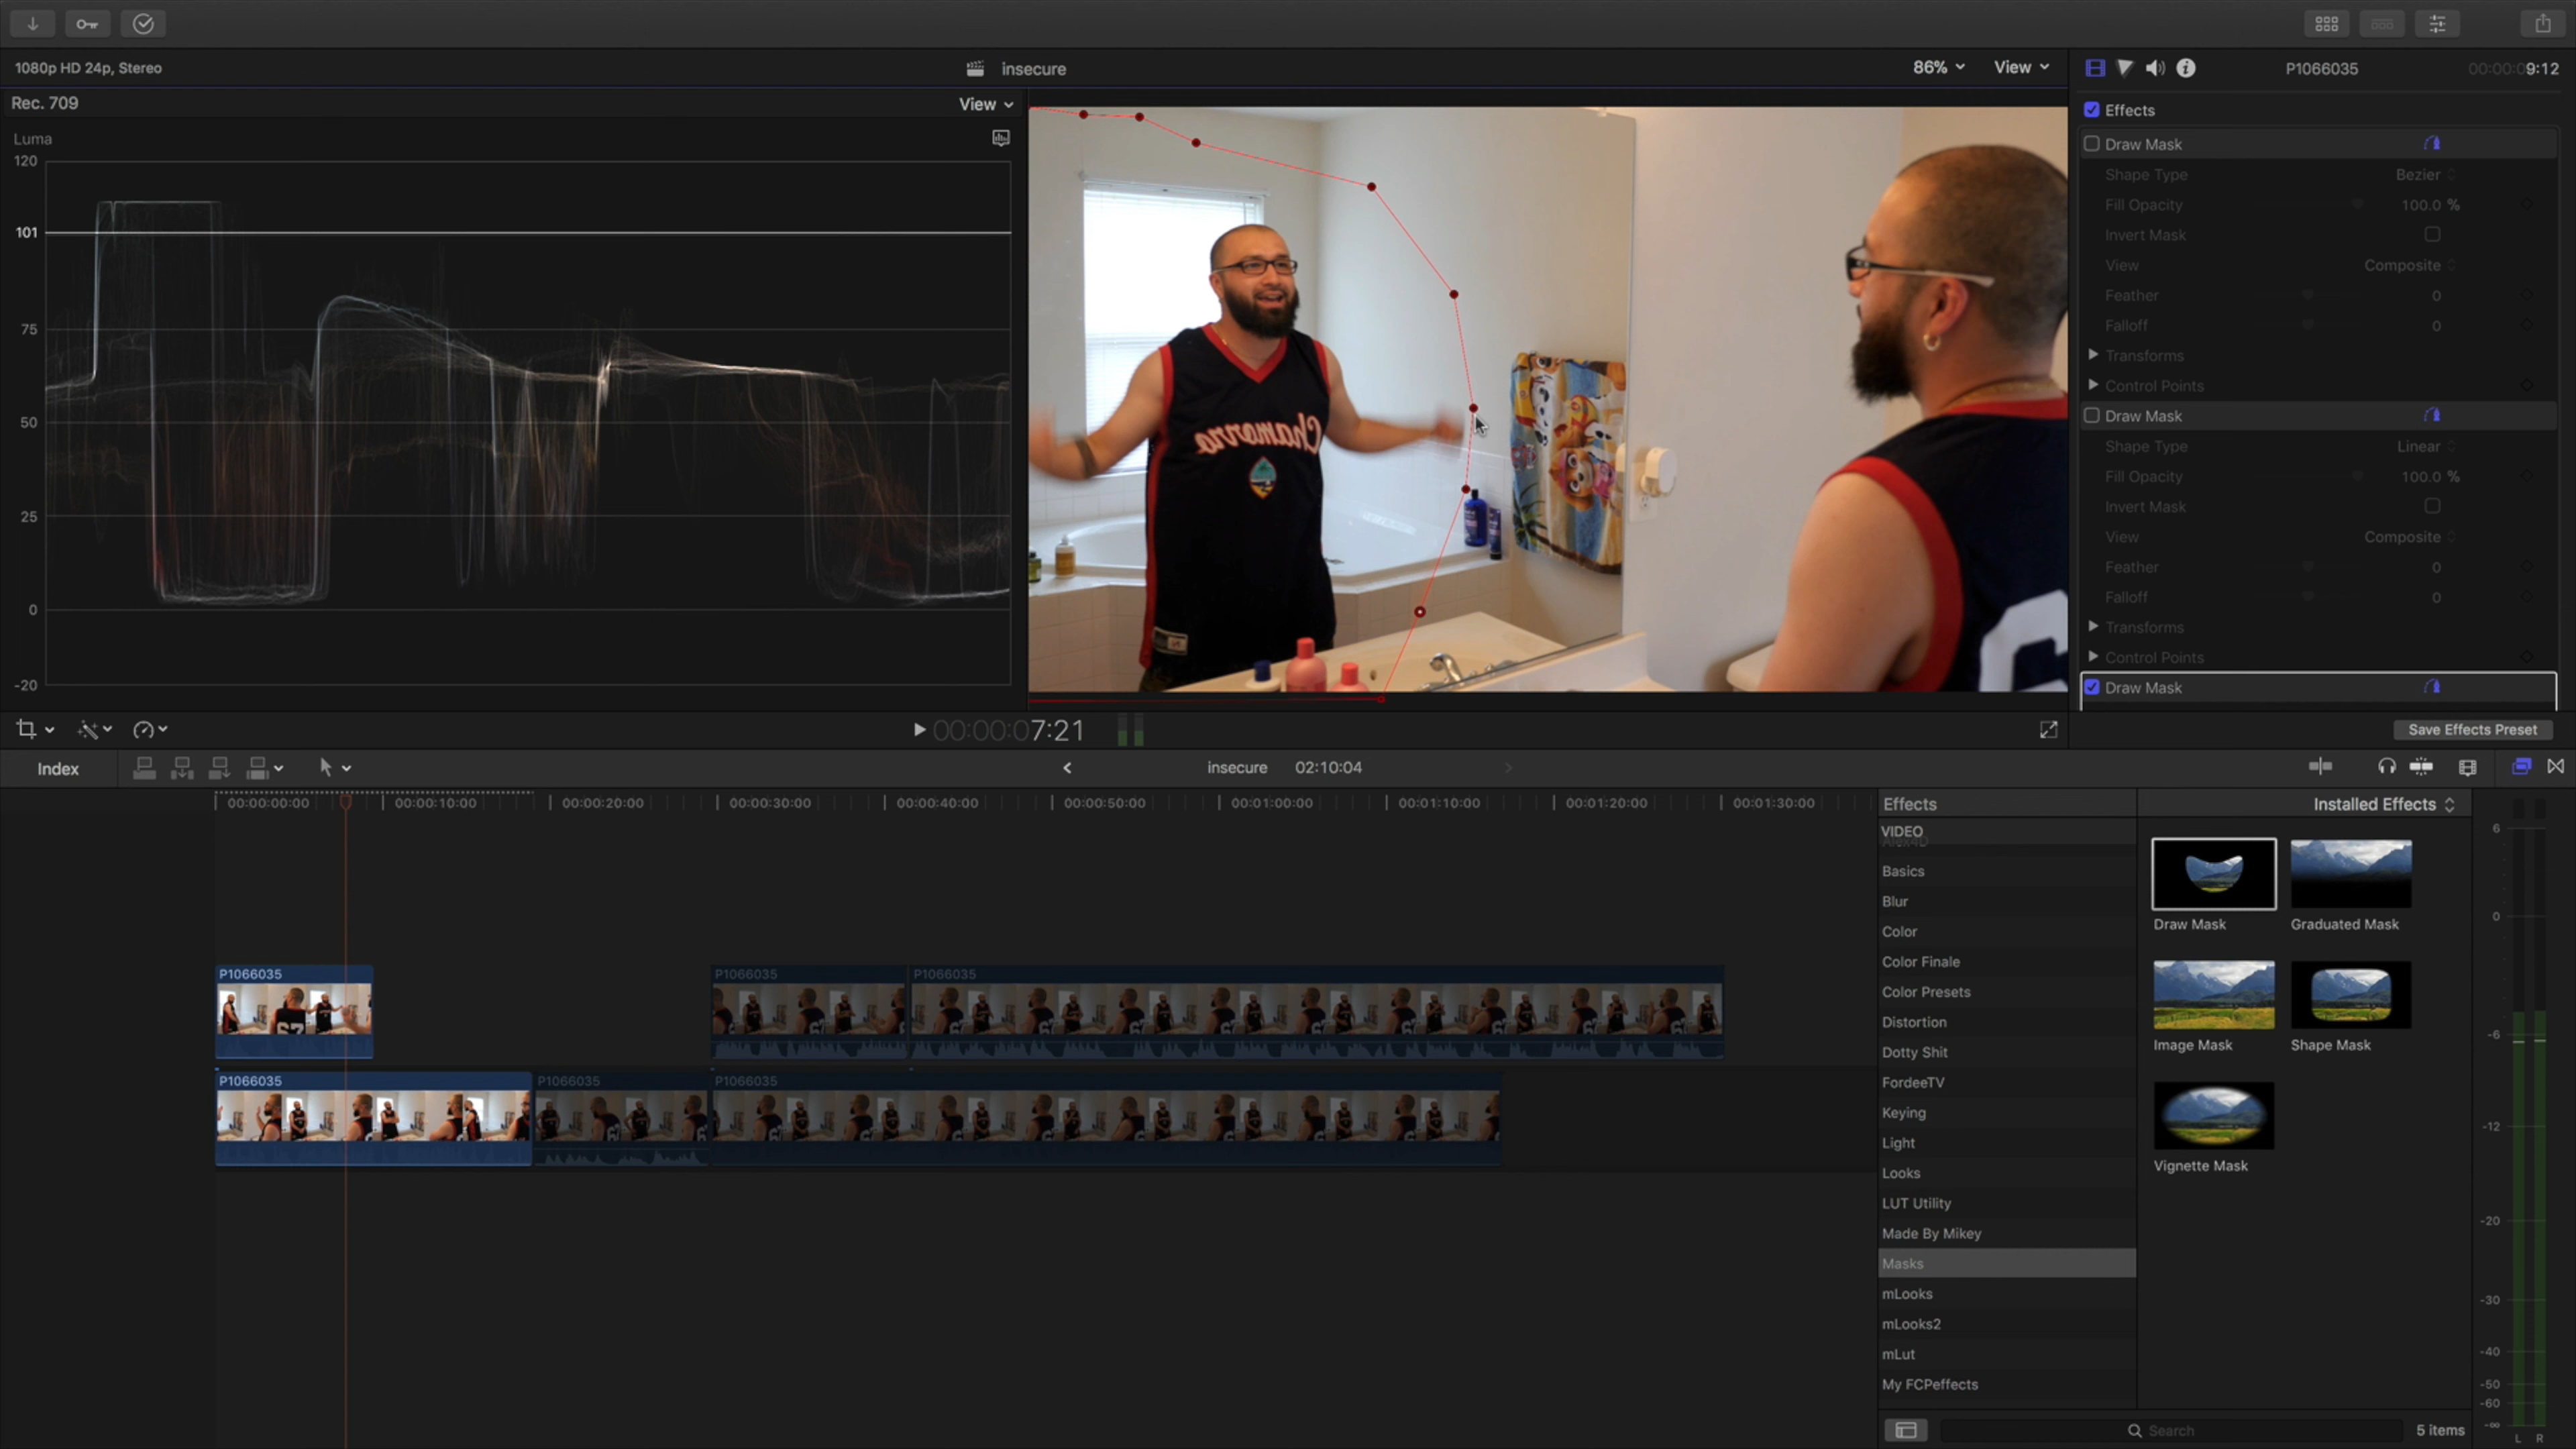 1080p HD 24p, Stereo
insecure
86%
View
P1066035
00:00:09:12
Rec. 709
View
Luma
120
101
75
50
25
0
-20
Chamorro
Effects
Draw Mask
Shape Type
Bezier
Fill Opacity
100.0 %
Invert Mask
View
Composite
Feather
0
Falloff
0
Transforms
Control Points
Draw Mask
Shape Type
Linear
Fill Opacity
100.0 %
Invert Mask
View
Composite
Feather
0
Falloff
0
Transforms
Control Points
Draw Mask
00:00:07:21
Save Effects Preset
Index
insecure
02:10:04
00:00:00:00
00:00:10:00
00:00:20:00
00:00:30:00
00:00:40:00
00:00:50:00
00:01:00:00
00:01:10:00
00:01:20:00
00:01:30:00
P1066035
P1066035
P1066035
P1066035
P1066035
P1066035
Effects
Installed Effects
VIDEO
Alex4D
Basics
Blur
Color
Color Finale
Color Presets
Distortion
Dotty Shit
FordeeTV
Keying
Light
Looks
LUT Utility
Made By Mikey
Masks
mLooks
mLooks2
mLut
My FCPeffects
Draw Mask
Graduated Mask
Image Mask
Shape Mask
Vignette Mask
Search
5 items
6
0
-6
-12
-20
-30
-40
-50
-60
-∞
L
R